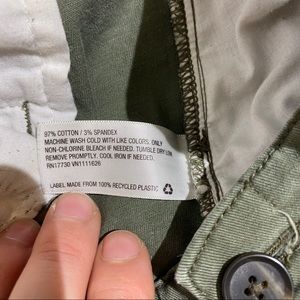 97% COTTON / 3% SPANDEX
MACHINE WASH COLD WITH LIKE COLORS. ONLY
NON-CHLORINE BLEACH IF NEEDED. TUMBLE DRY LOW
REMOVE PROMPTLY. COOL IRON IF NEEDED.
RN17730 VN1111626
LABEL MADE FROM 100% RECYCLED PLASTIC